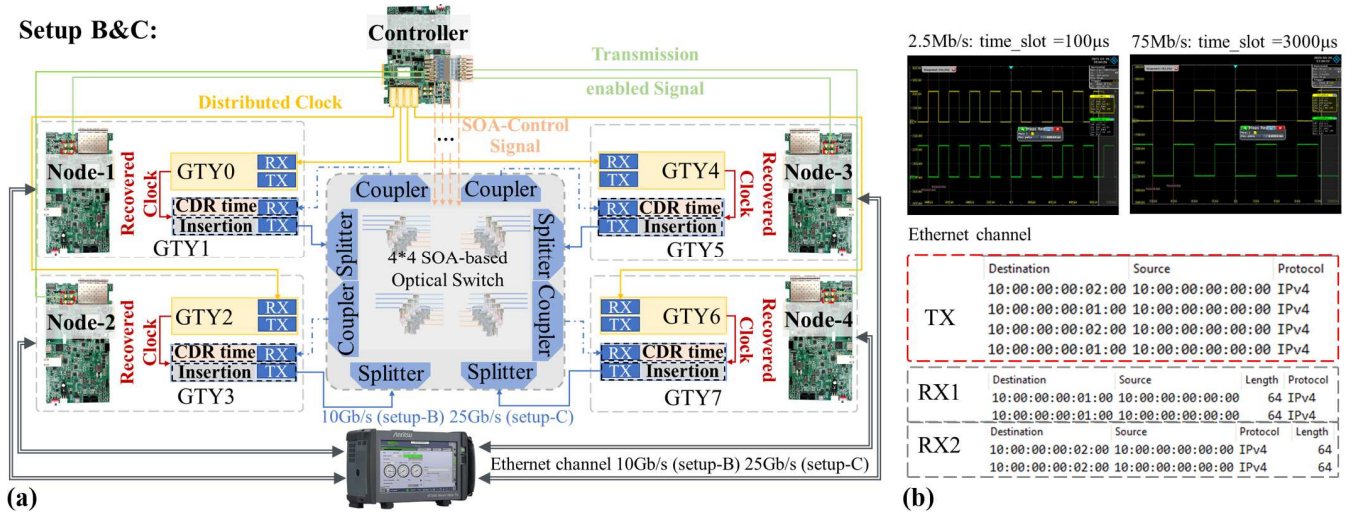 Setup B&C:
Controller
Transmission
enabled Signal
Distributed Clock
SOA-Control
Signal
...
Node-1
Recovered
Clock
GTY0
RX
TX
CDR time
RX
Insertion
TX
GTY1
Node-2
Recovered
Clock
GTY2
RX
TX
CDR time
RX
Insertion
TX
GTY3
Coupler
Coupler
Splitter
Splitter
4*4 SOA-based
Optical Switch
Coupler
Coupler
Splitter
Splitter
RX
TX
GTY4
Recovered
Clock
Node-3
RX
CDR time
TX
Insertion
GTY5
RX
TX
GTY6
Recovered
Clock
Node-4
RX
CDR time
TX
Insertion
GTY7
10Gb/s (setup-B) 25Gb/s (setup-C)
Anritsu
Ethernet channel 10Gb/s (setup-B) 25Gb/s (setup-C)
(a)
2.5Mb/s: time_slot =100μs
75Mb/s: time_slot =3000μs
Ethernet channel
TX
Destination Source Protocol
10:00:00:00:02:00 10:00:00:00:00:00 IPv4
10:00:00:00:01:00 10:00:00:00:00:00 IPv4
10:00:00:00:02:00 10:00:00:00:00:00 IPv4
10:00:00:00:01:00 10:00:00:00:00:00 IPv4
RX1
Destination Source Length Protocol
10:00:00:00:01:00 10:00:00:00:00:00 64 IPv4
10:00:00:00:01:00 10:00:00:00:00:00 64 IPv4
RX2
Destination Source Protocol Length
10:00:00:00:02:00 10:00:00:00:00:00 IPv4 64
10:00:00:00:02:00 10:00:00:00:00:00 IPv4 64
(b)